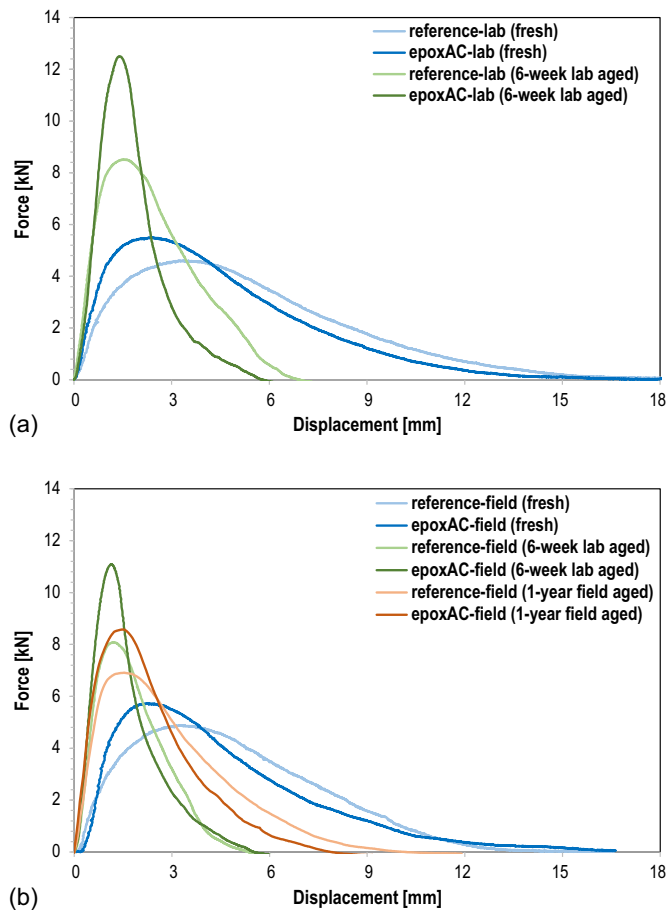 14
12
10
8
6
4
2
0
Force [kN]
reference-lab (fresh)
epoxAC-lab (fresh)
reference-lab (6-week lab aged)
epoxAC-lab (6-week lab aged)
0 3 6 9 12 15 18
Displacement [mm]
(a)
14
12
10
8
6
4
2
0
Force [kN]
reference-field (fresh)
epoxAC-field (fresh)
reference-field (6-week lab aged)
epoxAC-field (6-week lab aged)
reference-field (1-year field aged)
epoxAC-field (1-year field aged)
0 3 6 9 12 15 18
Displacement [mm]
(b)